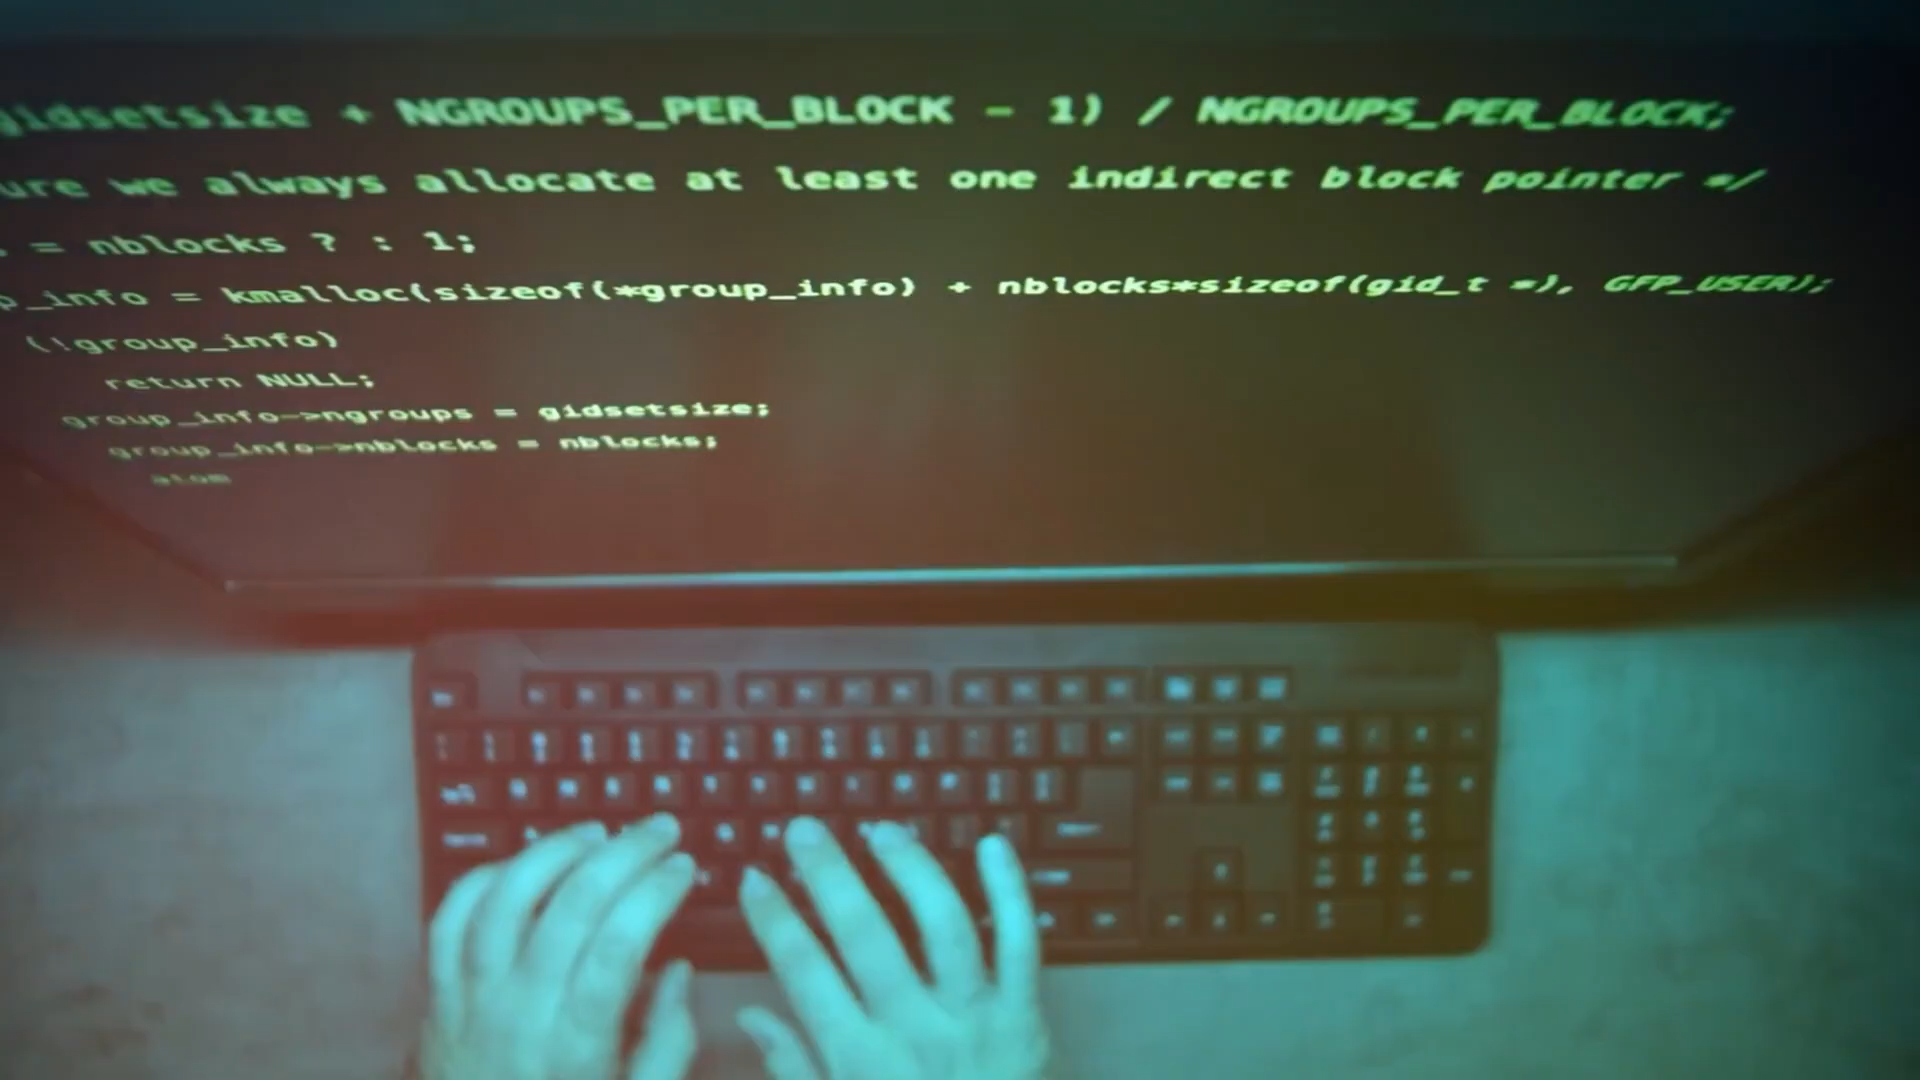 gidsetsize + NGROUPS_PER_BLOCK - 1) / NGROUPS_PER_BLOCK;
ure we always allocate at least one indirect block pointer */
= nblocks ? : 1;
p_info = kmalloc(sizeof(*group_info) + nblocks*sizeof(gid_t *), GFP_USER);
(!group_info)
return NULL;
group_info->ngroups = gidsetsize;
group_info->nblocks = nblocks;
atom